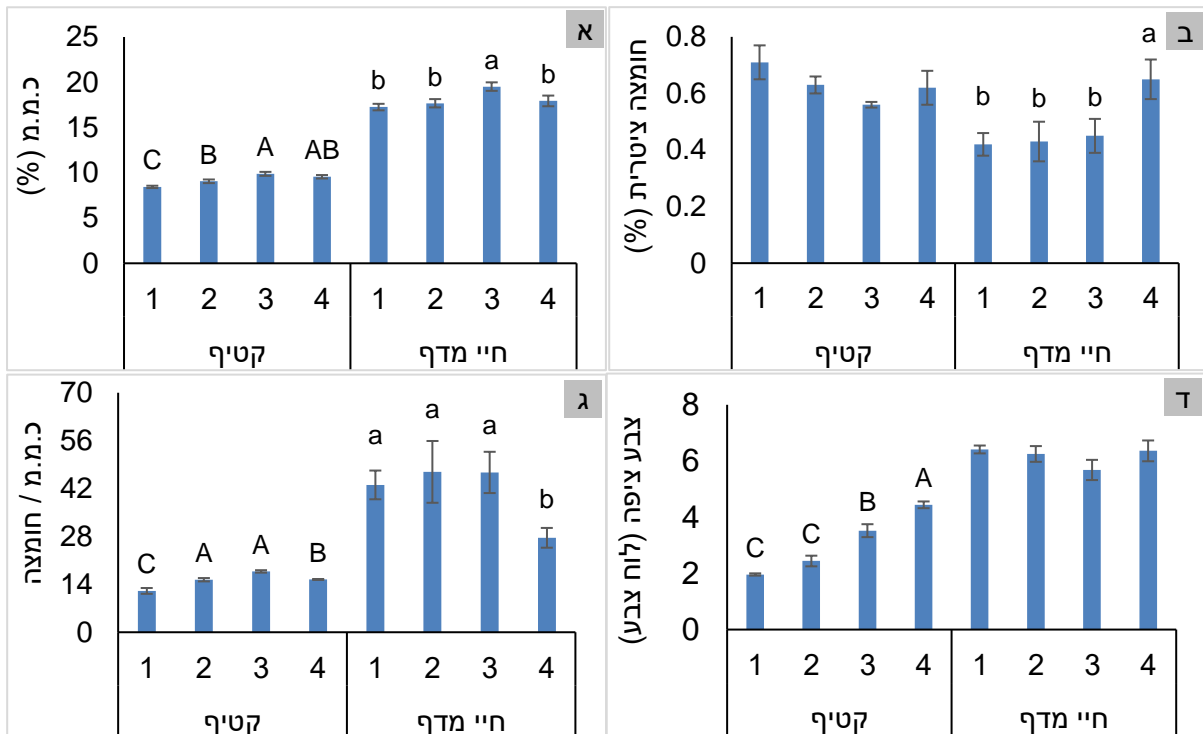 א
כ.מ.מ (%)
25
20
15
10
5
0
C B A AB b b a b
1 2 3 4 1 2 3 4
קטיף חיי מדף
ב
חומצה ציטרית (%)
0.8
0.6
0.4
0.2
0
b b b a
1 2 3 4 1 2 3 4
קטיף חיי מדף
ג
כ.מ.מ / חומצה
70
56
42
28
14
0
C A A B a a a b
1 2 3 4 1 2 3 4
קטיף חיי מדף
ד
צבע ציפה (לוח צבע)
8
6
4
2
0
C C B A
1 2 3 4 1 2 3 4
קטיף חיי מדף